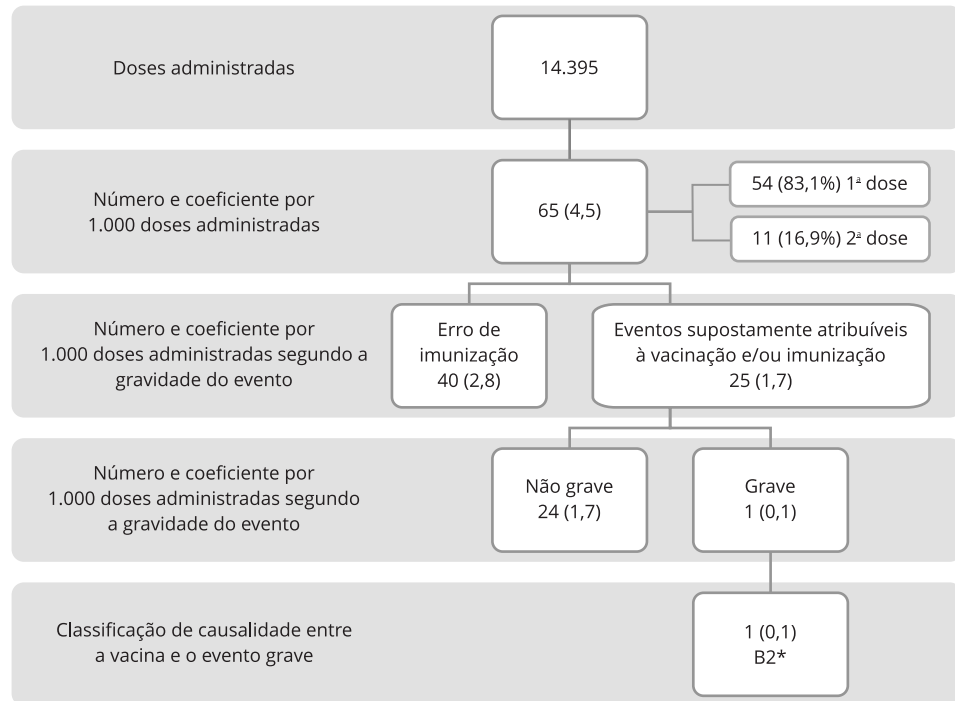 Doses administradas
14.395
Número e coeficiente por
1.000 doses administradas
65 (4,5)
54 (83,1%) 1ª dose
11 (16,9%) 2ª dose
Número e coeficiente por
1.000 doses administradas segundo a
gravidade do evento
Erro de
imunização
40 (2,8)
Eventos supostamente atribuíveis
à vacinação e/ou imunização
25 (1,7)
Número e coeficiente por
1.000 doses administradas segundo
a gravidade do evento
Não grave
24 (1,7)
Grave
1 (0,1)
Classificação de causalidade entre
a vacina e o evento grave
1 (0,1)
B2*